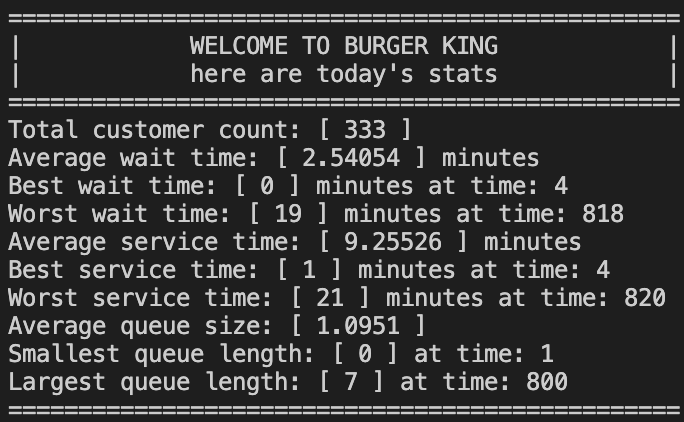 ================================================
|            WELCOME TO BURGER KING            |
|            here are today's stats            |
================================================
Total customer count: [ 333 ]
Average wait time: [ 2.54054 ] minutes
Best wait time: [ 0 ] minutes at time: 4
Worst wait time: [ 19 ] minutes at time: 818
Average service time: [ 9.25526 ] minutes
Best service time: [ 1 ] minutes at time: 4
Worst service time: [ 21 ] minutes at time: 820
Average queue size: [ 1.0951 ]
Smallest queue length: [ 0 ] at time: 1
Largest queue length: [ 7 ] at time: 800
================================================